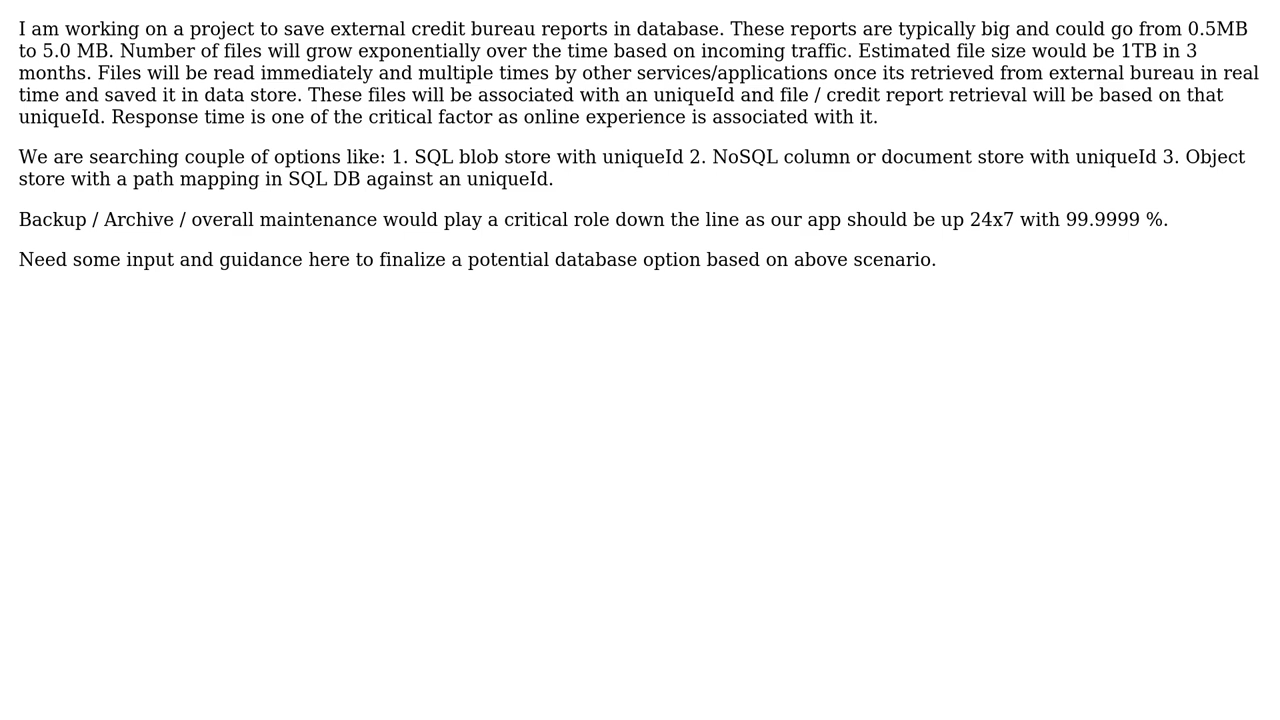 I am working on a project to save external credit bureau reports in database. These reports are typically big and could go from 0.5MB
to 5.0 MB. Number of files will grow exponentially over the time based on incoming traffic. Estimated file size would be 1TB in 3
months. Files will be read immediately and multiple times by other services/applications once its retrieved from external bureau in real
time and saved it in data store. These files will be associated with an uniqueId and file / credit report retrieval will be based on that
uniqueId. Response time is one of the critical factor as online experience is associated with it.
We are searching couple of options like: 1. SQL blob store with uniqueId 2. NoSQL column or document store with uniqueId 3. Object
store with a path mapping in SQL DB against an uniqueId.
Backup / Archive / overall maintenance would play a critical role down the line as our app should be up 24x7 with 99.9999 %.
Need some input and guidance here to finalize a potential database option based on above scenario.